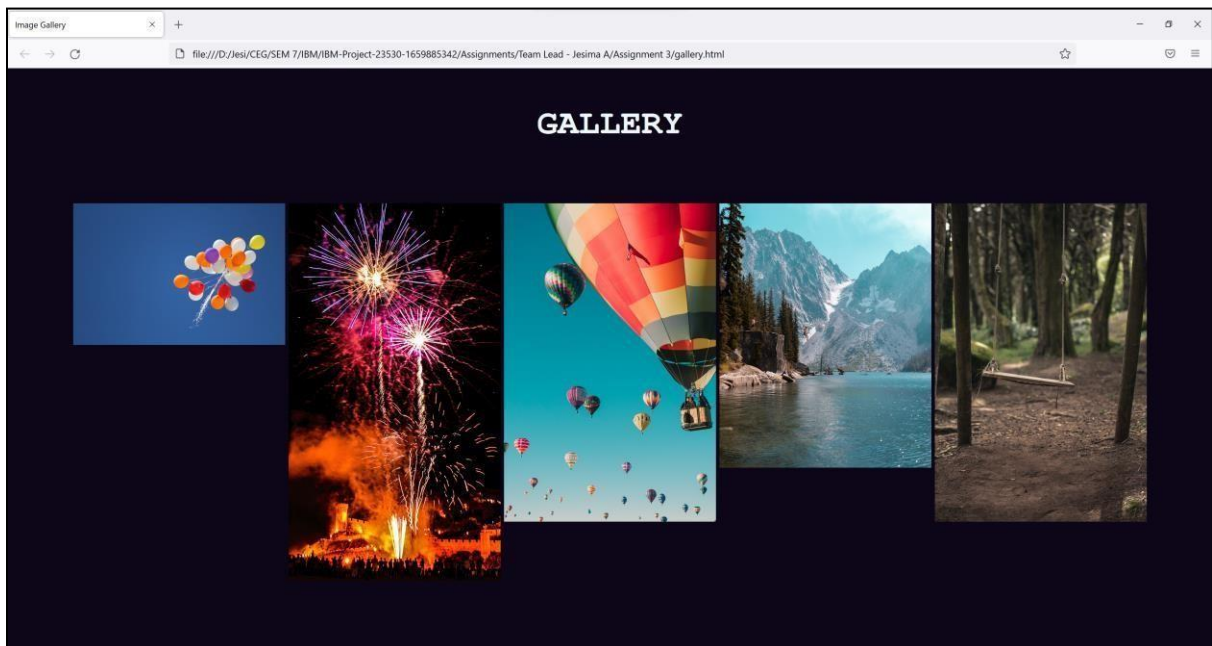 Image Gallery
file:///D:/Jesi/CEG/SEM 7/IBM/IBM-Project-23530-1659885342/Assignments/Team Lead - Jesima A/Assignment 3/gallery.html
GALLERY